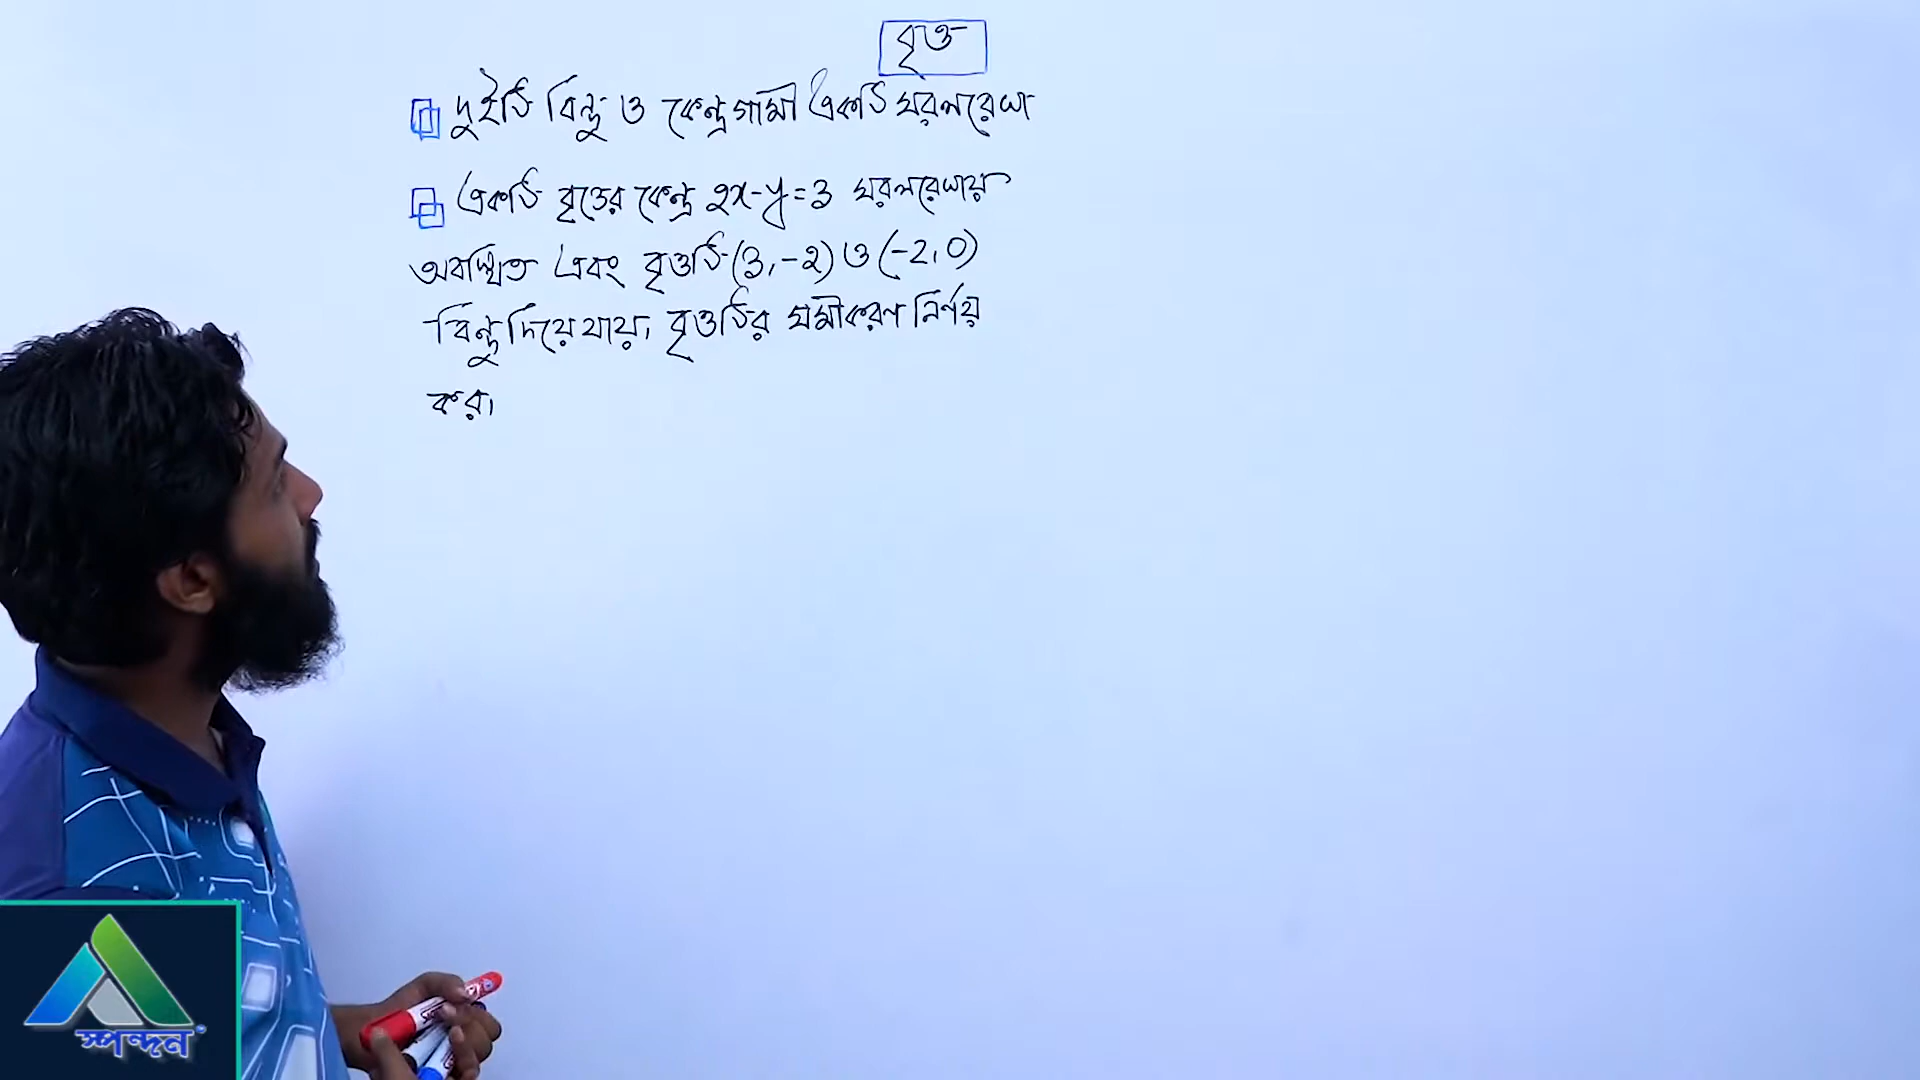 বৃত্ত
দুইটি বিন্দু ও কেন্দ্রগামী একটি সরলরেখা
একটি বৃত্তের কেন্দ্র 2x-y=3 সরলরেখায়
অবস্থিত এবং বৃত্তটি (3,-2) ও (-2,0)
বিন্দু দিয়ে যায়। বৃত্তটির সমীকরণ নির্ণয়
কর।
স্পন্দন